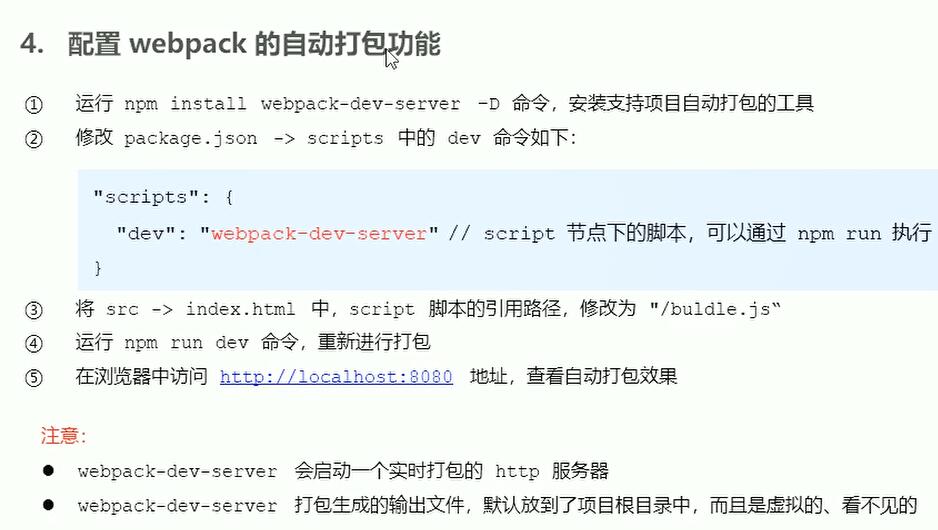 4. 配置 webpack 的自动打包功能
① 运行 npm install webpack-dev-server -D 命令，安装支持项目自动打包的工具
② 修改 package.json -> scripts 中的 dev 命令如下：
"scripts": {
"dev": "webpack-dev-server" // script 节点下的脚本，可以通过 npm run 执行
}
③ 将 src -> index.html 中，script 脚本的引用路径，修改为 "/buldle.js“
④ 运行 npm run dev 命令，重新进行打包
⑤ 在浏览器中访问 http://localhost:8080 地址，查看自动打包效果
注意：
● webpack-dev-server 会启动一个实时打包的 http 服务器
● webpack-dev-server 打包生成的输出文件，默认放到了项目根目录中，而且是虚拟的、看不见的